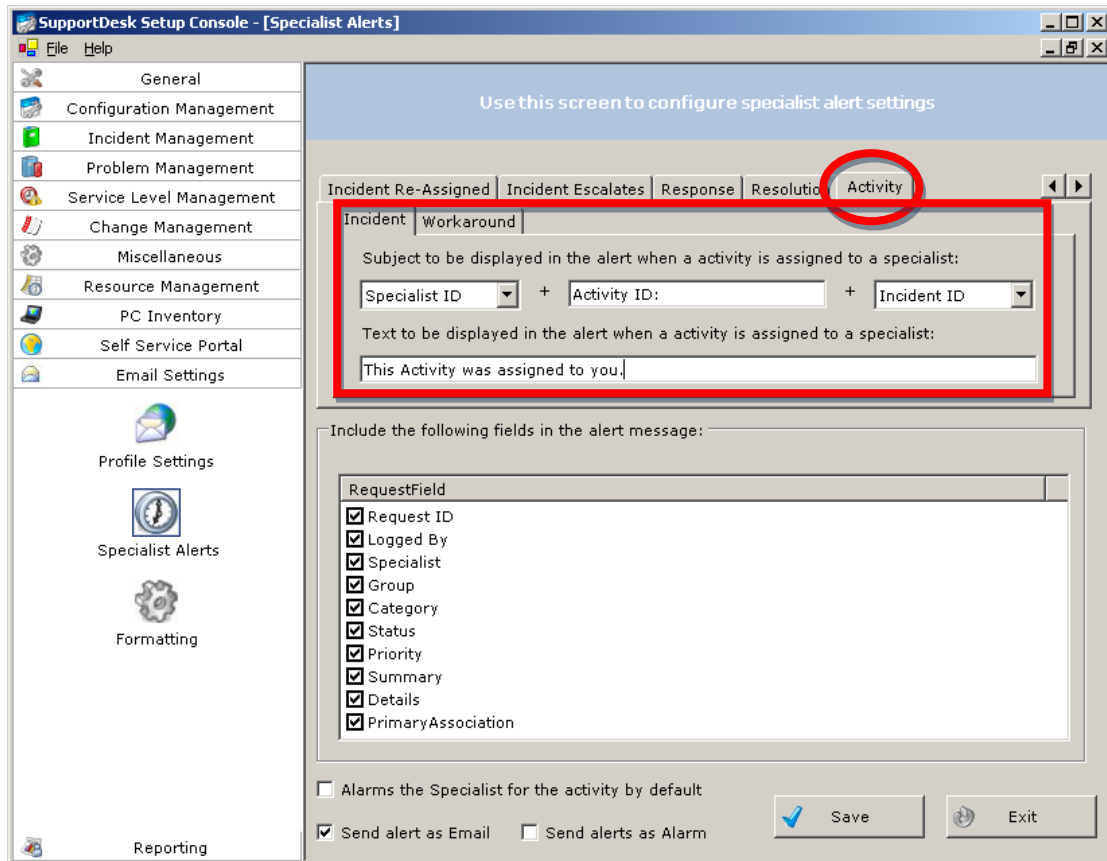 SupportDesk Setup Console - [Specialist Alerts]
File Help
General
Configuration Management
Incident Management
Problem Management
Service Level Management
Change Management
Miscellaneous
Resource Management
PC Inventory
Self Service Portal
Email Settings
Profile Settings
Specialist Alerts
Formatting
Reporting
Use this screen to configure specialist alert settings
Incident Re-Assigned Incident Escalates Response Resolution Activity
Incident Workaround
Subject to be displayed in the alert when a activity is assigned to a specialist:
Specialist ID + Activity ID: + Incident ID
Text to be displayed in the alert when a activity is assigned to a specialist:
This Activity was assigned to you.
Include the following fields in the alert message:
RequestField
Request ID
Logged By
Specialist
Group
Category
Status
Priority
Summary
Details
PrimaryAssociation
Alarms the Specialist for the activity by default
Send alert as Email Send alerts as Alarm
Save Exit